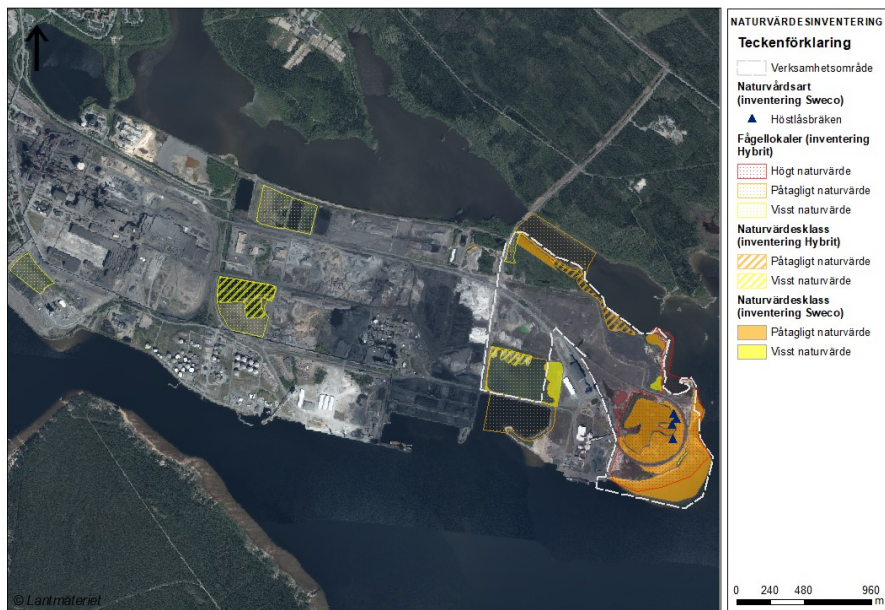 NATURVÄRDESINVENTERING
Teckenförklaring
Verksamhetsområde
Naturvårdsart
(inventering Sweco)
Höstlåsbräken
Fågellokaler (inventering
Hybrit)
Högt naturvärde
Påtagligt naturvärde
Visst naturvärde
Naturvärdesklass
(inventering Hybrit)
Påtagligt naturvärde
Visst naturvärde
Naturvärdesklass
(inventering Sweco)
Påtagligt naturvärde
Visst naturvärde
0 240 480 960
m
© Lantmäteriet